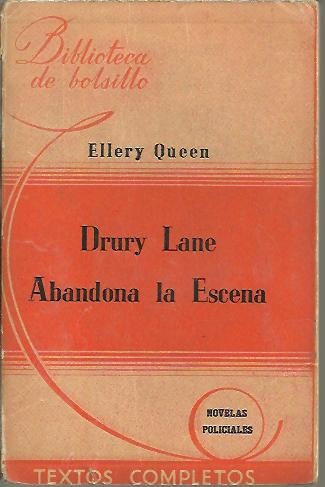 Biblioteca
de bolsillo
Ellery Queen
Drury Lane
Abandona la Escena
NOVELAS
POLICIALES
TEXTOS COMPLETOS